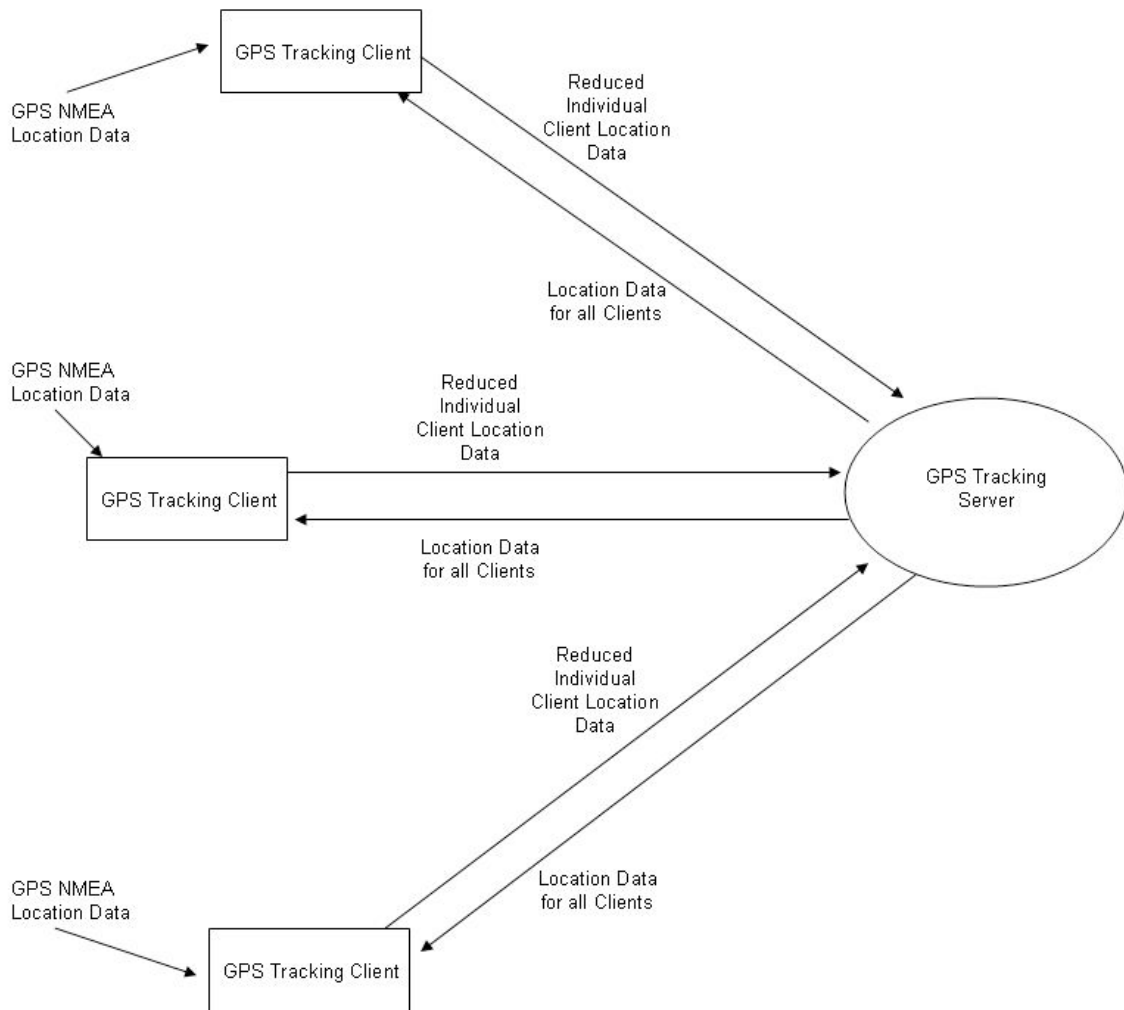 GPS Tracking Client
GPS NMEA
Location Data
Reduced
Individual
Client Location
Data
Location Data
for all Clients
GPS NMEA
Location Data
Reduced
Individual
Client Location
Data
GPS Tracking Client
GPS Tracking
Server
Location Data
for all Clients
Reduced
Individual
Client Location
Data
GPS NMEA
Location Data
Location Data
for all Clients
GPS Tracking Client